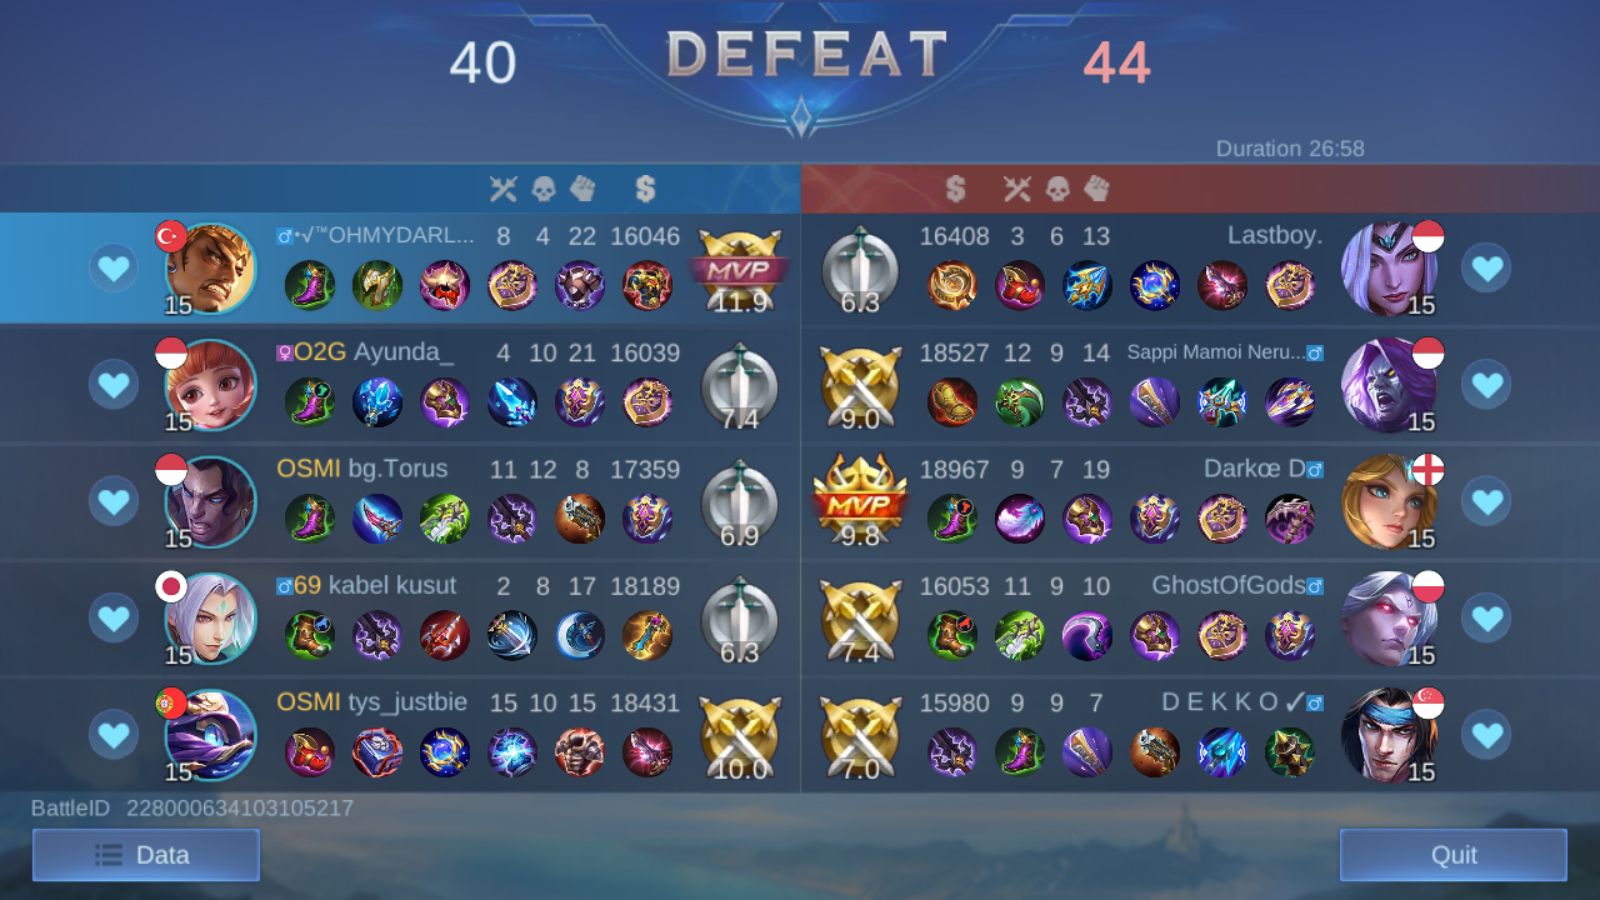 40 DEFEAT 44
Duration 26:58
♂•√™OHMYDARL... 8 4 22 16046 MVP 11.9 15
6.3 16408 3 6 13 Lastboy. 15
♀O2G Ayunda_ 4 10 21 16039 7.4 15
9.0 18527 12 9 14 Sappi Mamoi Neru...♂ 15
OSMI bg.Torus 11 12 8 17359 6.9 15
MVP 9.8 18967 9 7 19 Darkœ D♂ 15
♂69 kabel kusut 2 8 17 18189 6.3 15
7.4 16053 11 9 10 GhostOfGods♂ 15
OSMI tys_justbie 15 10 15 18431 10.0 15
7.0 15980 9 9 7 D E K K O ✓♂ 15
BattleID 228000634103105217
Data
Quit